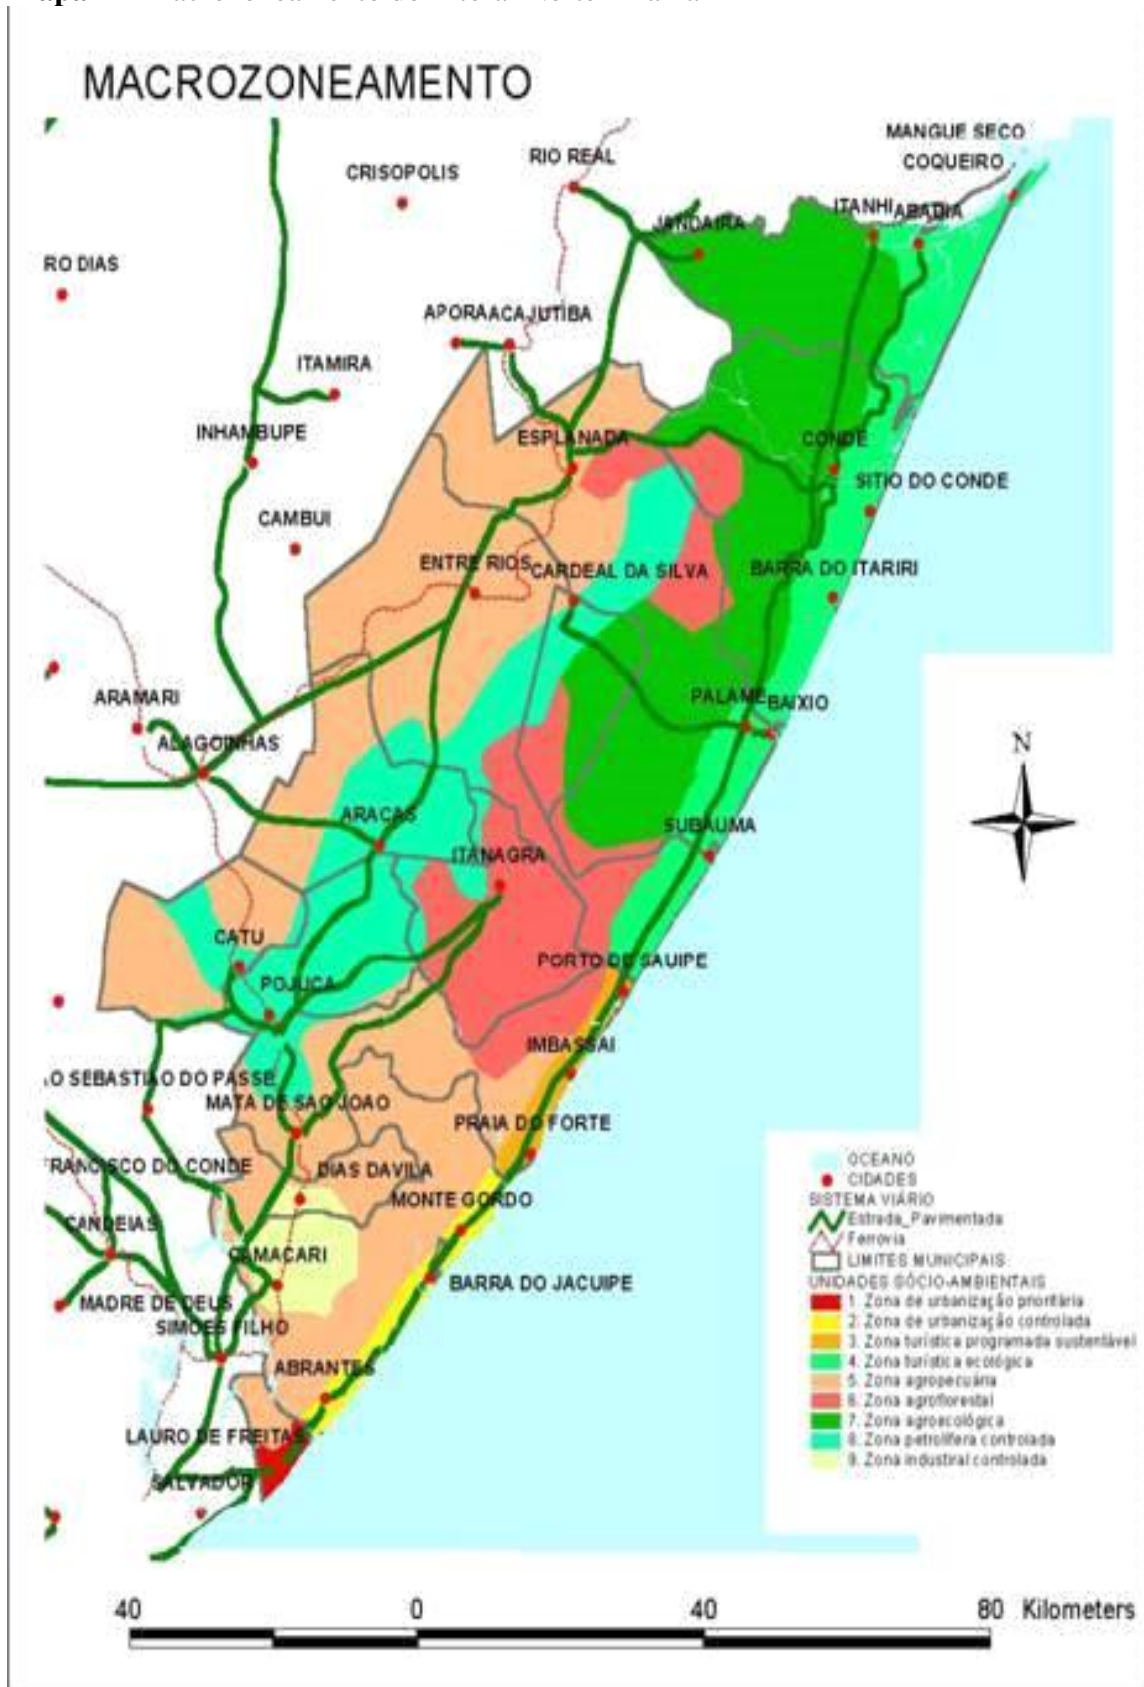 MACROZONEAMENTO
MANGUE SECO
RIO REAL
COQUEIRO
CRISOPOLIS
ITANHI
ABADIA
JANDAIRA
RO DIAS
APORA
ACAJUTIBA
ITAMIRA
INHAMBUPE
ESPLANADA
CONDE
SITIO DO CONDE
CAMBUI
ENTRE RIOS
CARDEAL DA SILVA
BARRA DO ITARIRI
ARAMARI
PALAME
BAIXIO
N
ALAGOINHAS
ARACAS
SUBAUMA
ITANAGRA
CATU
PORTO DE SAUIPE
POJUCA
IMBASSAI
O SEBASTIAO DO PASSE
MATA DE SAO JOAO
PRAIA DO FORTE
OCEANO
RANCISCO DO CONDE
DIAS DAVILA
CIDADES
MONTE GORDO
SISTEMA VIÁRIO
CANDEIAS
Estrada_Pavimentada
CAMACARI
Ferrovia
LIMITES MUNICIPAIS
BARRA DO JACUIPE
UNIDADES SÓCIO-AMBIENTAIS
MADRE DE DEUS
1. Zona de urbanização prioritária
SIMOES FILHO
2. Zona de urbanização controlada
3. Zona turística programada sustentável
ABRANTES
4. Zona turística ecológica
5. Zona agropecuária
6. Zona agroflorestal
LAURO DE FREITAS
7. Zona agroecológica
8. Zona petrolífera controlada
SALVADOR
9. Zona industiral controlada
40 0 40 80 Kilometers